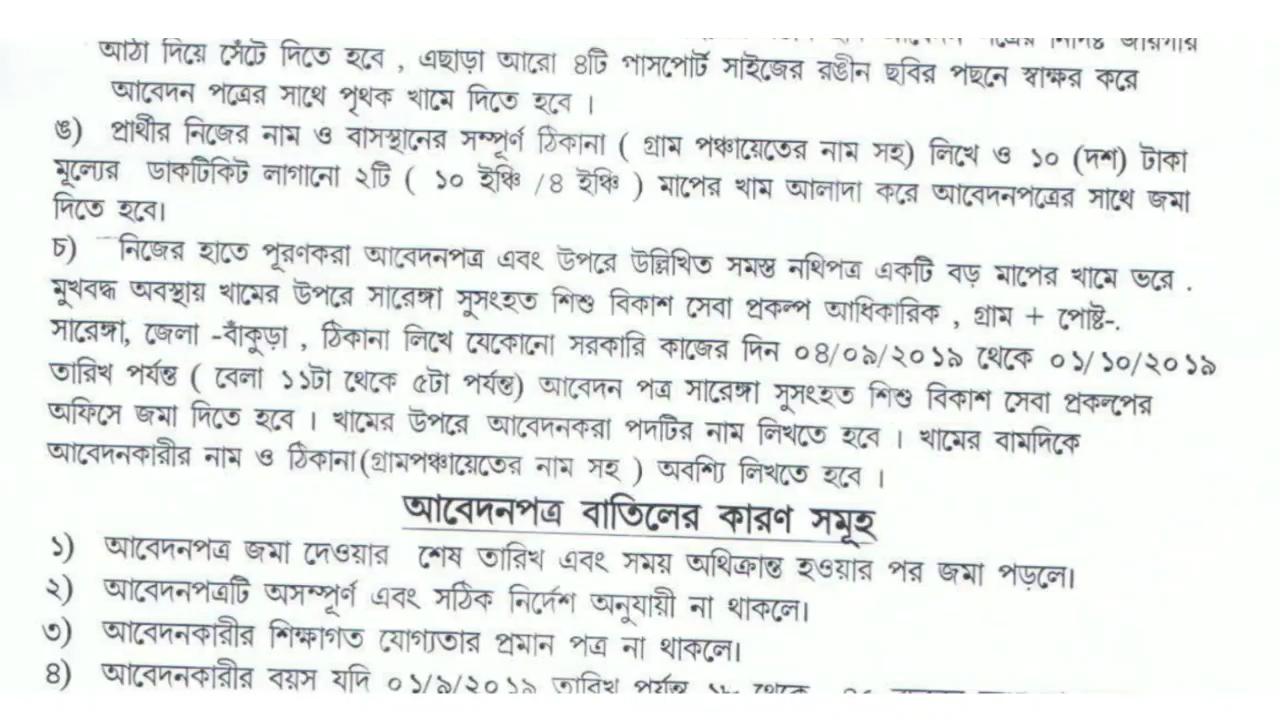 আঠা দিয়ে সেঁটে দিতে হবে , এছাড়া আরো ৪টি পাসপোর্ট সাইজের রঙীন ছবির পছনে স্বাক্ষর করে
আবেদন পত্রের সাথে পৃথক খামে দিতে হবে ।
ঙ) প্রার্থীর নিজের নাম ও বাসস্থানের সম্পূর্ণ ঠিকানা ( গ্রাম পঞ্চায়েতের নাম সহ) লিখে ও ১০ (দশ) টাকা
মূল্যের ডাকটিকিট লাগানো ২টি ( ১০ ইঞ্চি /৪ ইঞ্চি ) মাপের খাম আলাদা করে আবেদনপত্রের সাথে জমা
দিতে হবে।
চ) নিজের হাতে পূরণকরা আবেদনপত্র এবং উপরে উল্লিখিত সমস্ত নথিপত্র একটি বড় মাপের খামে ভরে .
মুখবদ্ধ অবস্থায় খামের উপরে সারেঙ্গা সুসংহত শিশু বিকাশ সেবা প্রকল্প আধিকারিক , গ্রাম + পোষ্ট-.
সারেঙ্গা, জেলা -বাঁকুড়া , ঠিকানা লিখে যেকোনো সরকারি কাজের দিন ০৪/০৯/২০১৯ থেকে ০১/১০/২০১৯
তারিখ পর্যন্ত ( বেলা ১১টা থেকে ৫টা পর্যন্ত) আবেদন পত্র সারেঙ্গা সুসংহত শিশু বিকাশ সেবা প্রকল্পের
অফিসে জমা দিতে হবে । খামের উপরে আবেদনকরা পদটির নাম লিখতে হবে । খামের বামদিকে
আবেদনকারীর নাম ও ঠিকানা(গ্রামপঞ্চায়েতের নাম সহ ) অবশ্যি লিখতে হবে ।
আবেদনপত্র বাতিলের কারণ সমূহ
১) আবেদনপত্র জমা দেওয়ার শেষ তারিখ এবং সময় অথিক্রান্ত হওয়ার পর জমা পড়লে।
২) আবেদনপত্রটি অসম্পূর্ণ এবং সঠিক নির্দেশ অনুযায়ী না থাকলে।
৩) আবেদনকারীর শিক্ষাগত যোগ্যতার প্রমান পত্র না থাকলে।
৪) আবেদনকারীর বয়স যদি ০১/৯/২০১৯ তারিখ পর্যন্ত থেকে